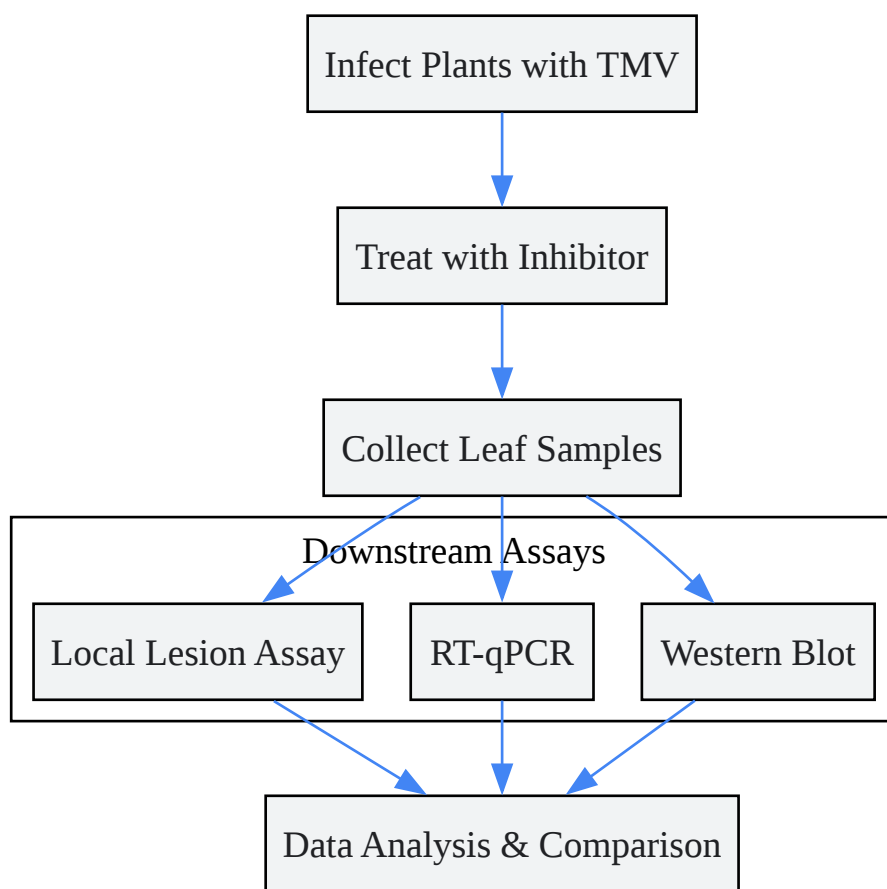 Infect Plants with TMV
Treat with Inhibitor
Collect Leaf Samples
Downstream Assays
Local Lesion Assay
RT-qPCR
Western Blot
Data Analysis & Comparison